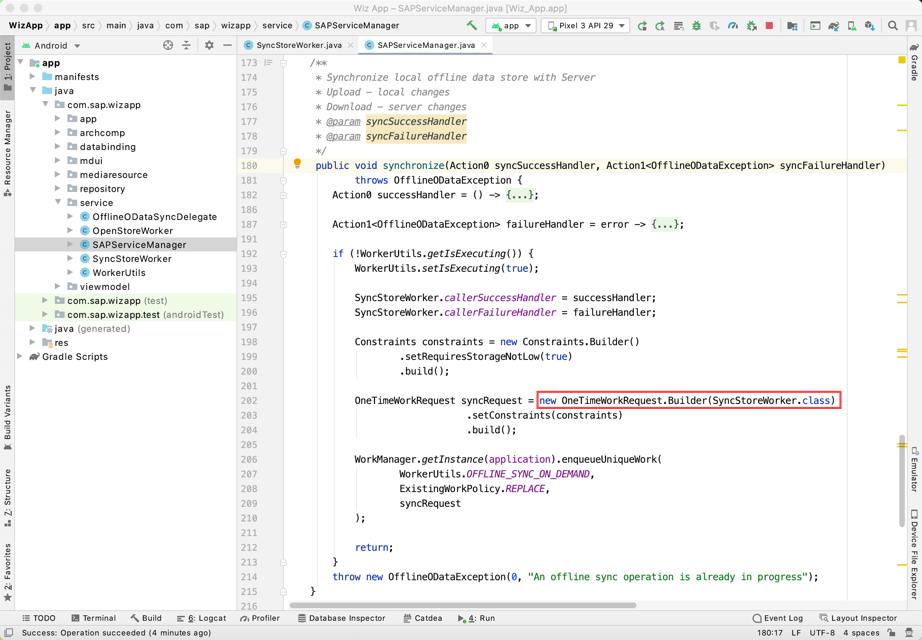 Wiz App – SAPServiceManager.java [Wiz_App.app]
WizApp app src main java com sap wizapp service SAPServiceManager app Pixel 3 API 29
1: Project
Resource Manager
Build Variants
Z: Structure
2: Favorites
Android
app
manifests
java
com.sap.wizapp
app
archcomp
databinding
mdui
mediaresource
repository
service
OfflineODataSyncDelegate
OpenStoreWorker
SAPServiceManager
SyncStoreWorker
WorkerUtils
viewmodel
com.sap.wizapp (test)
com.sap.wizapp.test (androidTest)
java (generated)
res
Gradle Scripts
SyncStoreWorker.java SAPServiceManager.java
173 /**
174 * Synchronize local offline data store with Server
175 * Upload - local changes
176 * Download - server changes
177 * @param syncSuccessHandler
178 * @param syncFailureHandler
179 */
180 public void synchronize(Action0 syncSuccessHandler, Action1<OfflineODataException> syncFailureHandler)
181 throws OfflineODataException {
182 Action0 successHandler = () -> {...};
186
187 Action1<OfflineODataException> failureHandler = error -> {...};
191
192 if (!WorkerUtils.getIsExecuting()) {
193 WorkerUtils.setIsExecuting(true);
194
195 SyncStoreWorker.callerSuccessHandler = successHandler;
196 SyncStoreWorker.callerFailureHandler = failureHandler;
197
198 Constraints constraints = new Constraints.Builder()
199 .setRequiresStorageNotLow(true)
200 .build();
201
202 OneTimeWorkRequest syncRequest = new OneTimeWorkRequest.Builder(SyncStoreWorker.class)
203 .setConstraints(constraints)
204 .build();
205
206 WorkManager.getInstance(application).enqueueUniqueWork(
207 WorkerUtils.OFFLINE_SYNC_ON_DEMAND,
208 ExistingWorkPolicy.REPLACE,
209 syncRequest
210 );
211
212 return;
213 }
214 throw new OfflineODataException(0, "An offline sync operation is already in progress");
215 }
216
Gradle
Emulator
Device File Explorer
TODO Terminal Build 6: Logcat Profiler Database Inspector Catdea 4: Run Event Log Layout Inspector
Success: Operation succeeded (4 minutes ago) 180:17 LF UTF-8 4 spaces